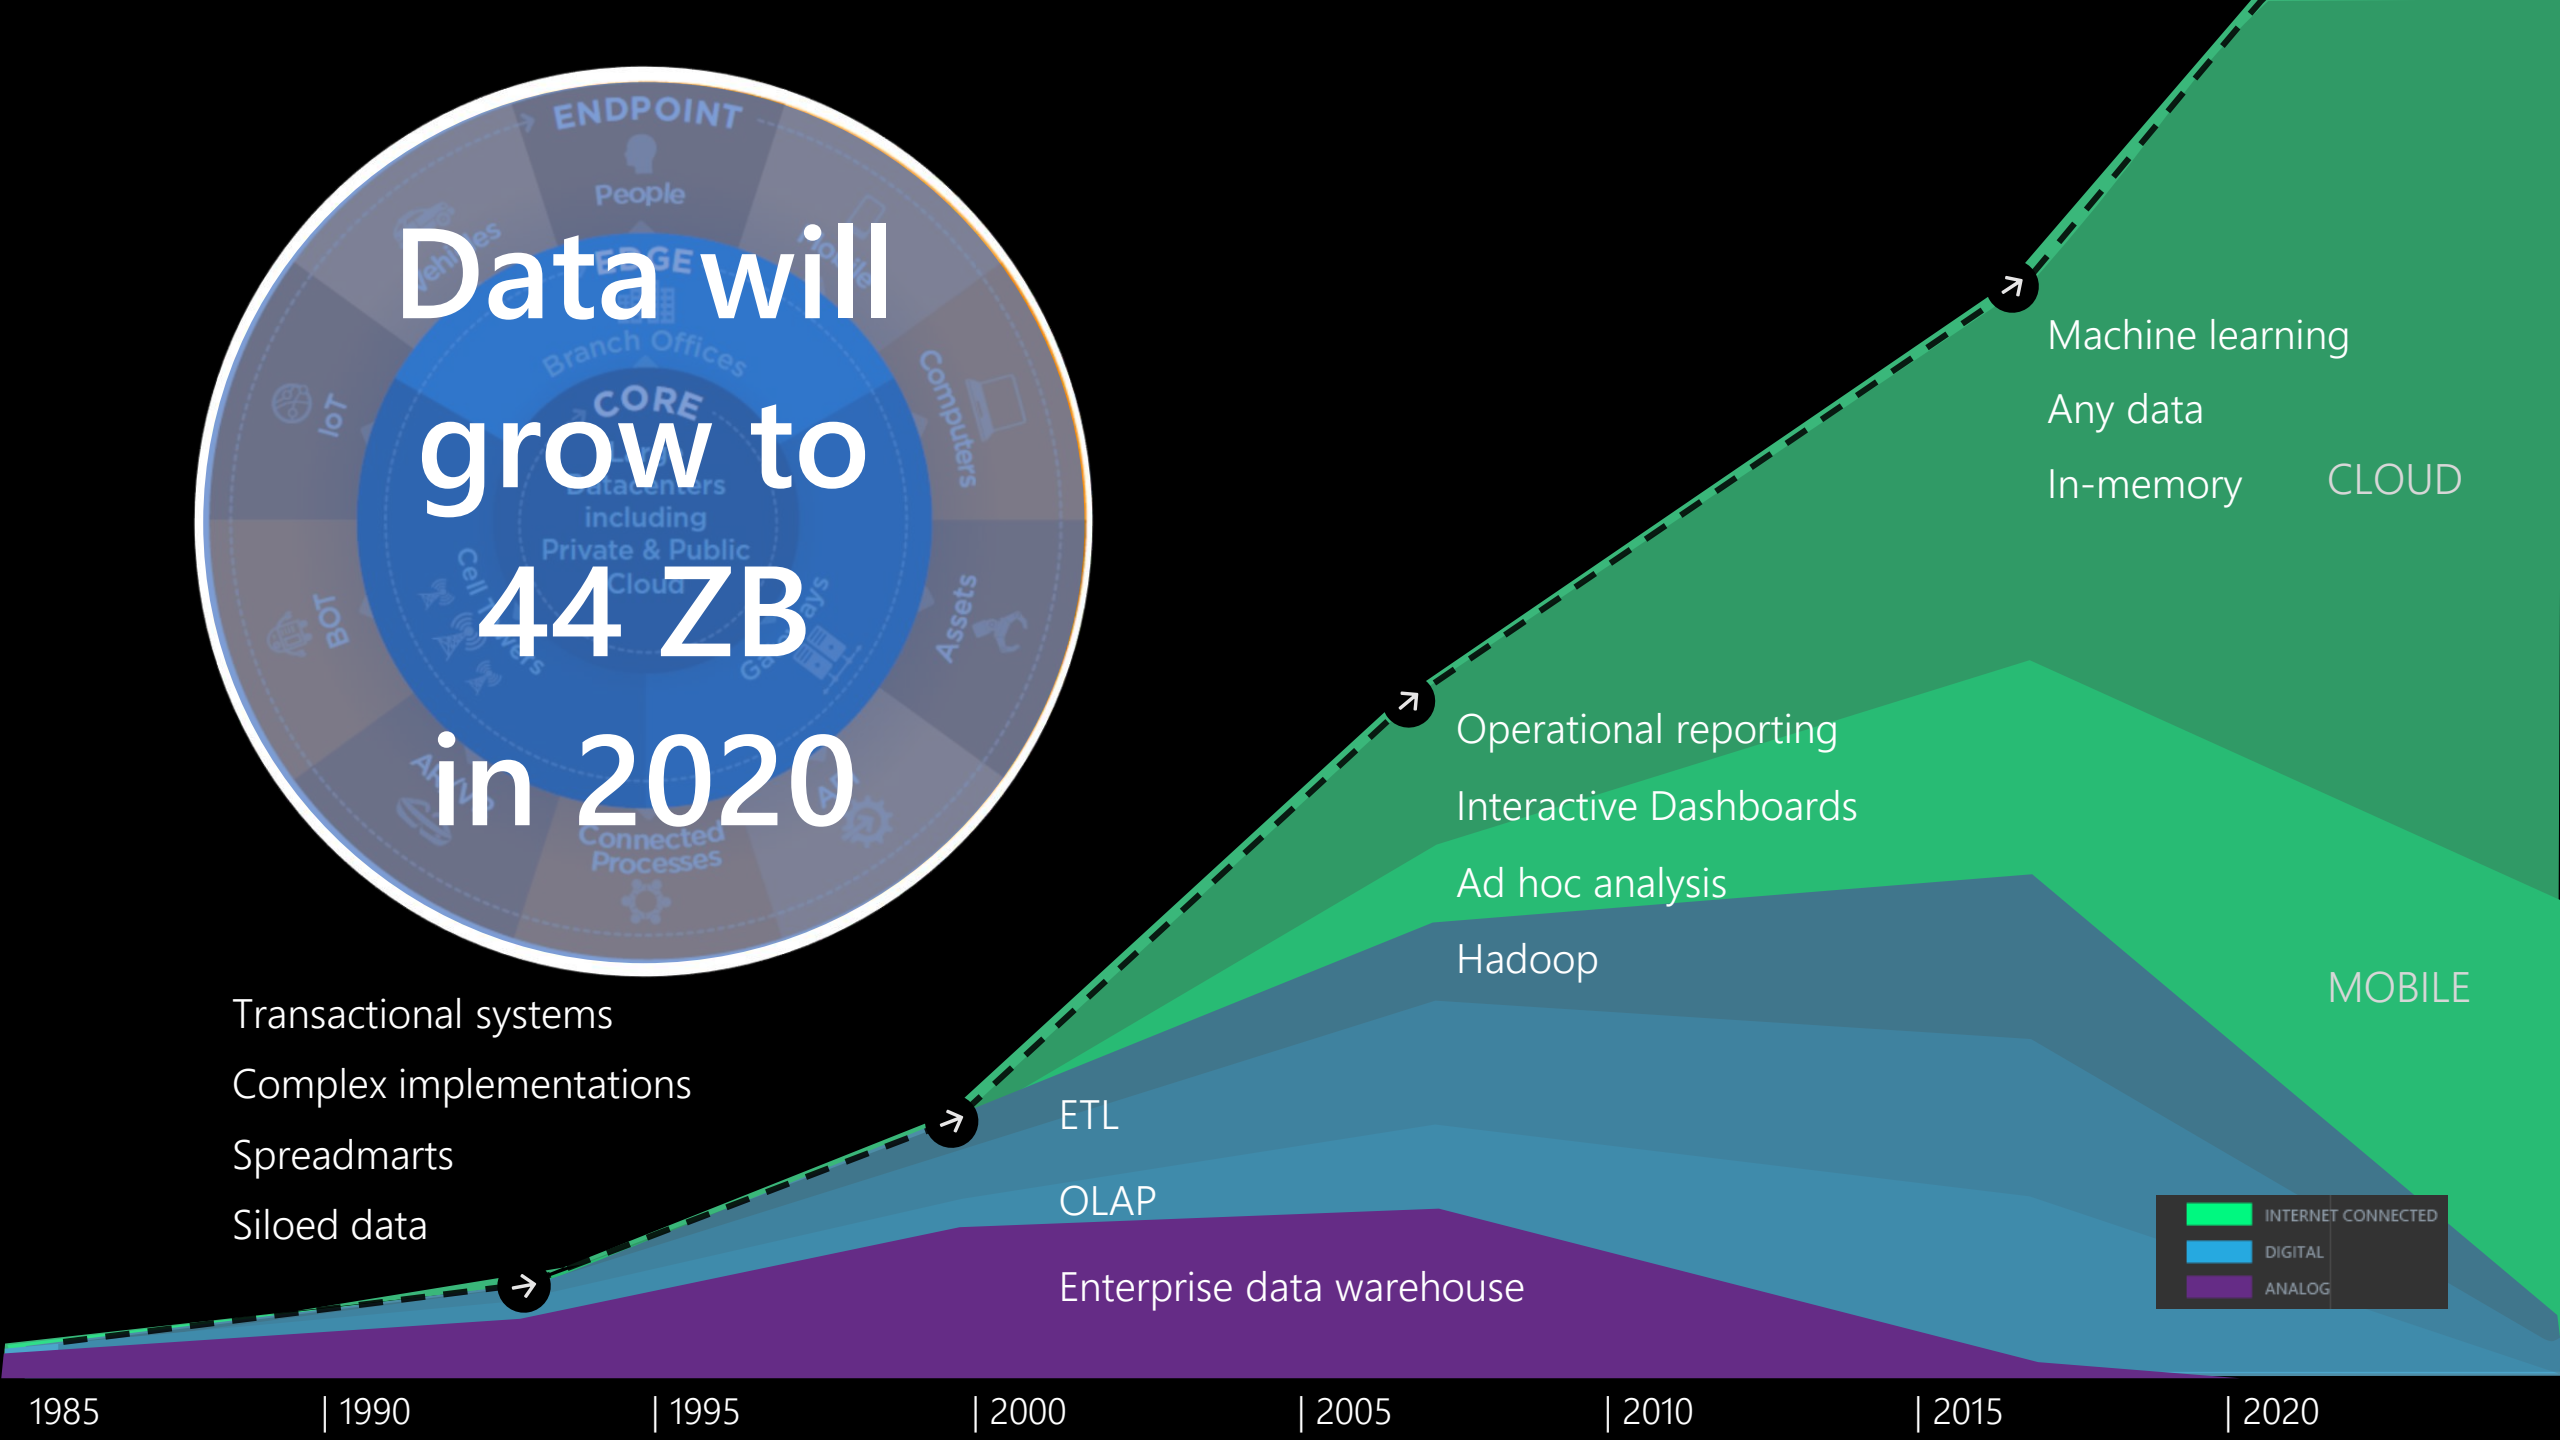 ENDPOINT
People
EDGE
Branch Offices
CORE
Datacenters
including
Private & Public
Cloud
Computers
IoT
BOT
Assets
Connected
Processes
Data will
grow to
44 ZB
in 2020
Machine learning
Any data
In-memory
CLOUD
Operational reporting
Interactive Dashboards
Ad hoc analysis
Hadoop
MOBILE
Transactional systems
Complex implementations
Spreadmarts
Siloed data
ETL
OLAP
Enterprise data warehouse
INTERNET CONNECTED
DIGITAL
ANALOG
1985 | 1990 | 1995 | 2000 | 2005 | 2010 | 2015 | 2020